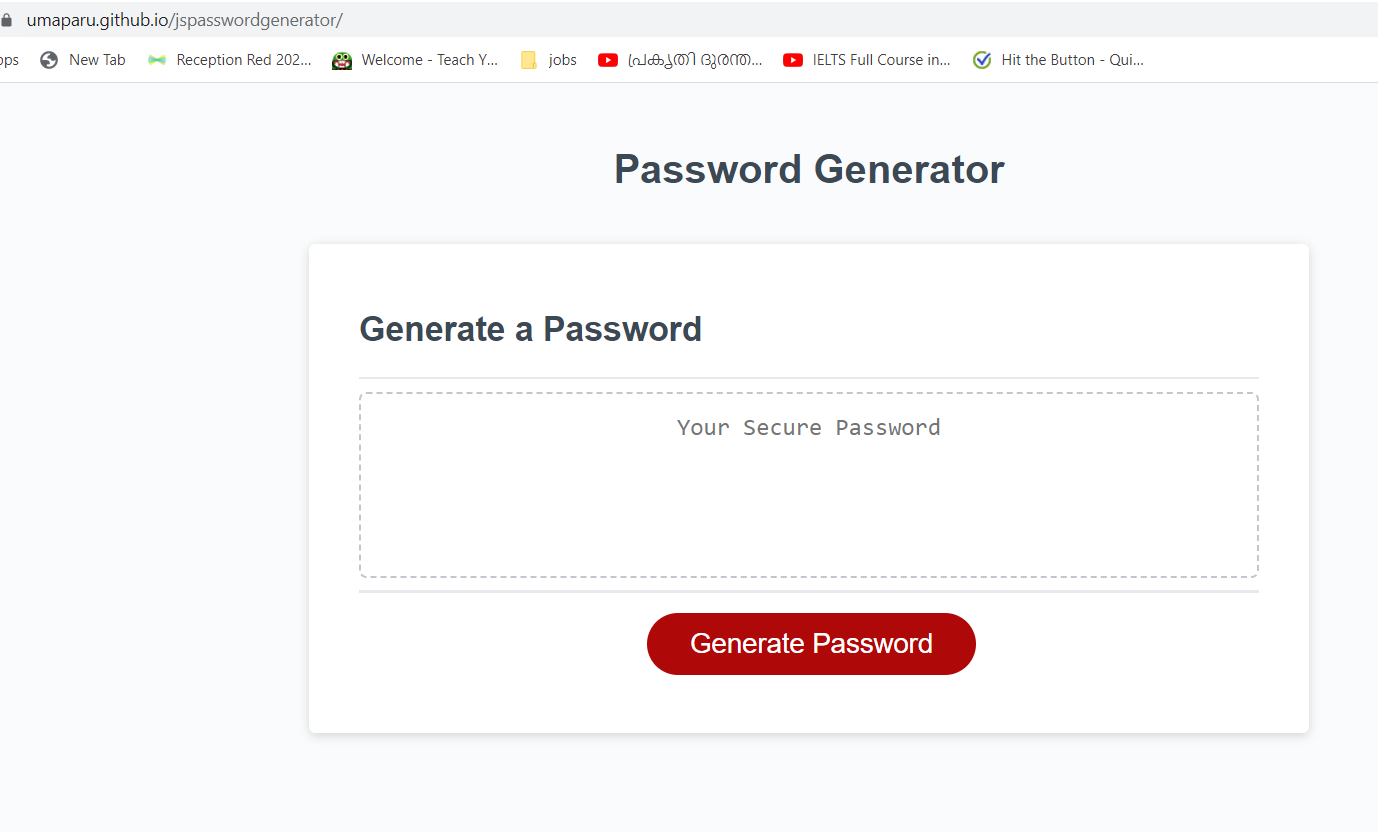 umaparu.github.io/jspasswordgenerator/
ops New Tab Reception Red 202... Welcome - Teach Y... jobs പ്രകൃതി ദുരന്ത... IELTS Full Course in... Hit the Button - Qui...
Password Generator
Generate a Password
Your Secure Password
Generate Password